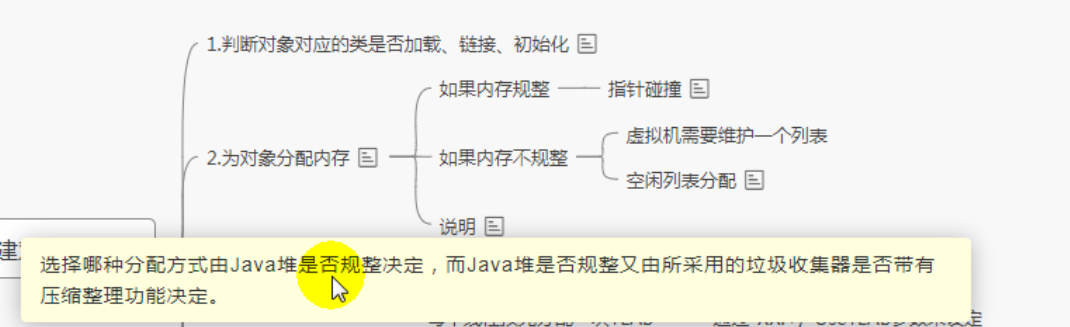 1.判断对象对应的类是否加载、链接、初始化
如果内存规整
指针碰撞
2.为对象分配内存
如果内存不规整
虚拟机需要维护一个列表
空闲列表分配
说明
建
选择哪种分配方式由Java堆是否规整决定，而Java堆是否规整又由所采用的垃圾收集器是否带有
压缩整理功能决定。